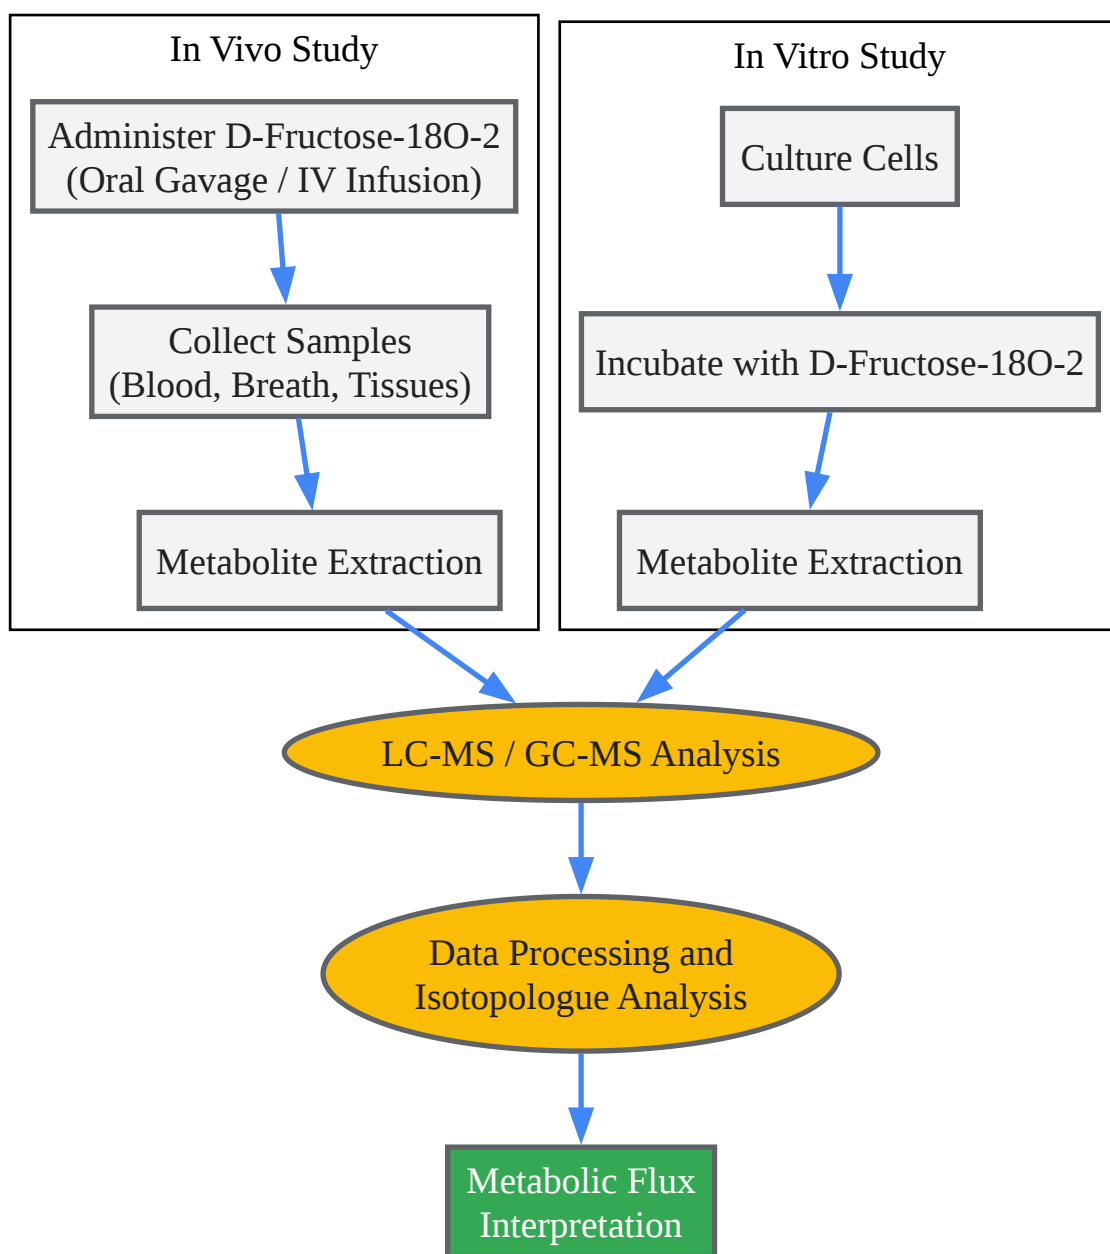 In Vivo Study
Administer D-Fructose-18O-2
(Oral Gavage / IV Infusion)
Collect Samples
(Blood, Breath, Tissues)
Metabolite Extraction
In Vitro Study
Culture Cells
Incubate with D-Fructose-18O-2
Metabolite Extraction
LC-MS / GC-MS Analysis
Data Processing and
Isotopologue Analysis
Metabolic Flux
Interpretation